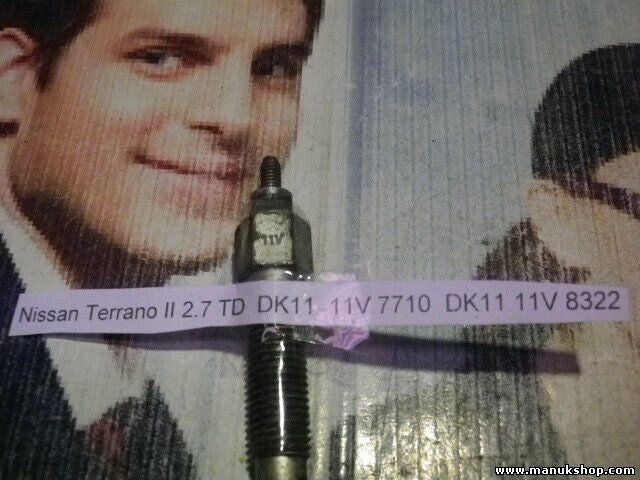 11V
Nissan Terrano II 2.7 TD DK11 11V 7710 DK11 11V 8322
www.manukshop.com